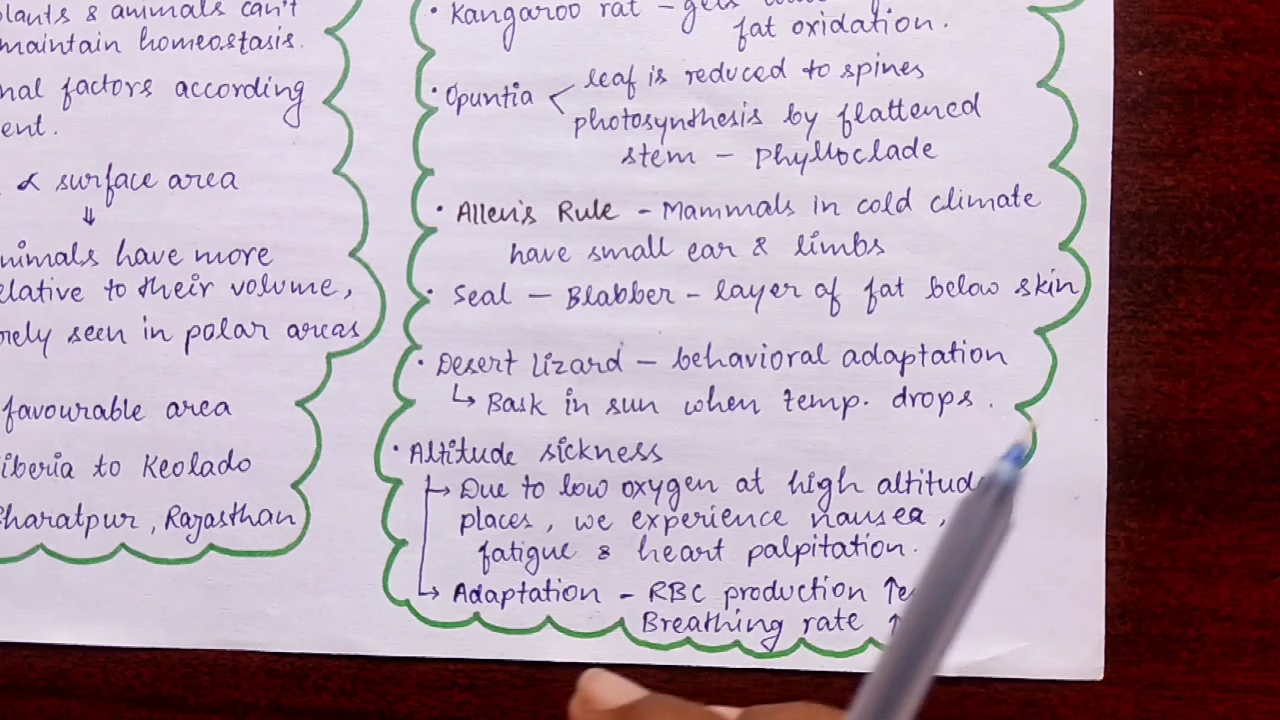 plants & animals can't
maintain homeostasis.
nal factors according
ent.
α surface area
⇓
nimals have more
elative to their volume,
rely seen in polar areas
favourable area
iberia to Keolado
haratpur, Rajasthan
• Kangaroo rat - gets
fat oxidation.
• Opuntia < leaf is reduced to spines
photosynthesis by flattened
stem - Phylloclade
• Allen's Rule - Mammals in cold climate
have small ear & limbs
• Seal - Blabber - layer of fat below skin
• Desert lizard - behavioral adaptation
↳ Bask in sun when temp. drops.
• Altitude sickness
↳ Due to low oxygen at high altitud
places, we experience nausea,
fatigue & heart palpitation.
↳ Adaptation - RBC production ↑e
Breathing rate ↑